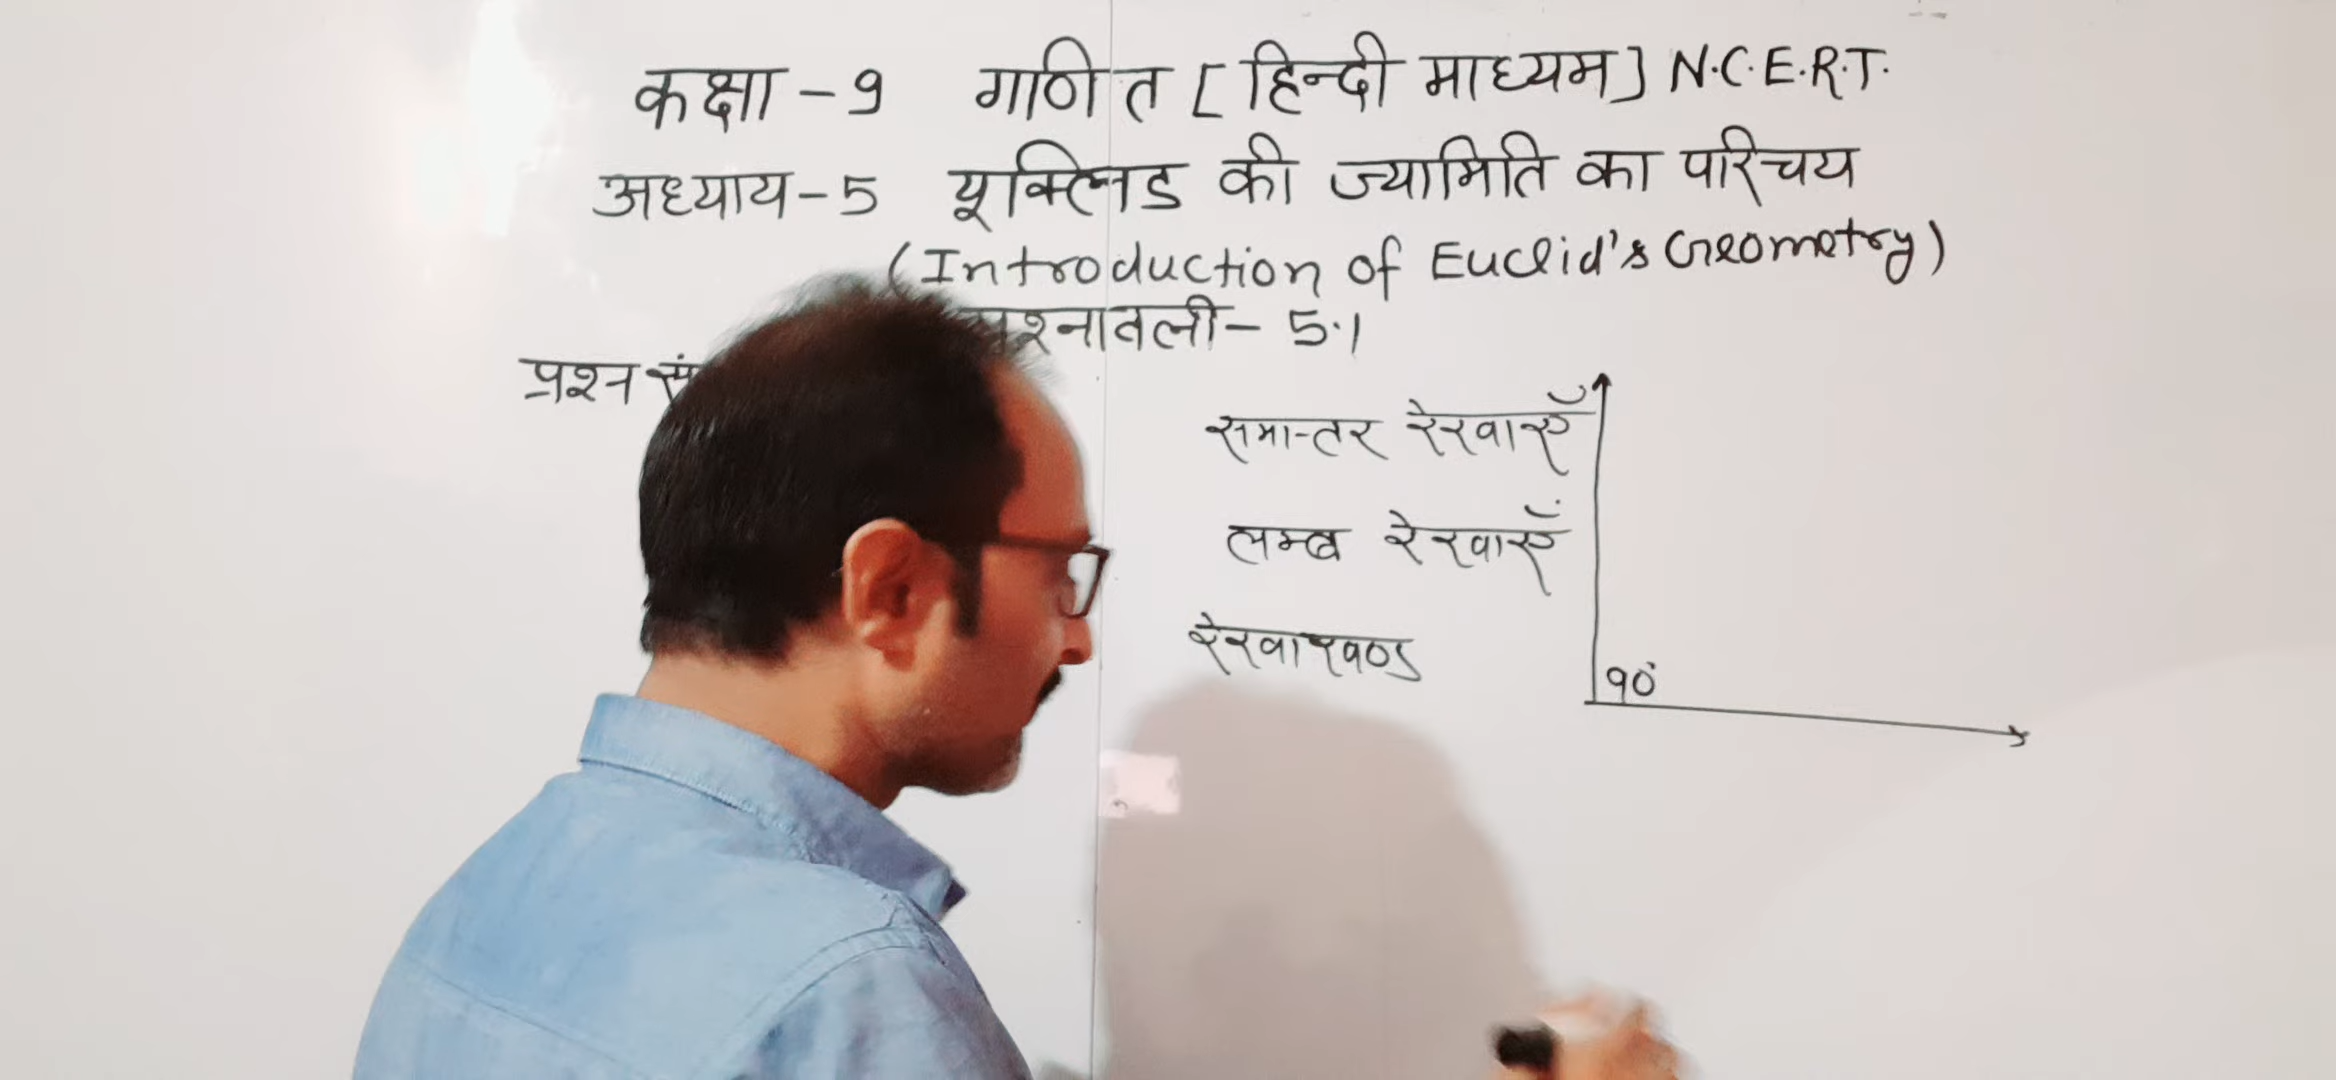 कक्षा - 9 गणित [ हिन्दी माध्यम ] N.C.E.R.T.
अध्याय - 5 यूक्लिड की ज्यामिति का परिचय
(Introduction of Euclid's Geometry)
प्रश्नावली - 5.1
प्रश्न
समान्तर रेखाएँ
लम्ब रेखाएँ
रेखाखण्ड
90°